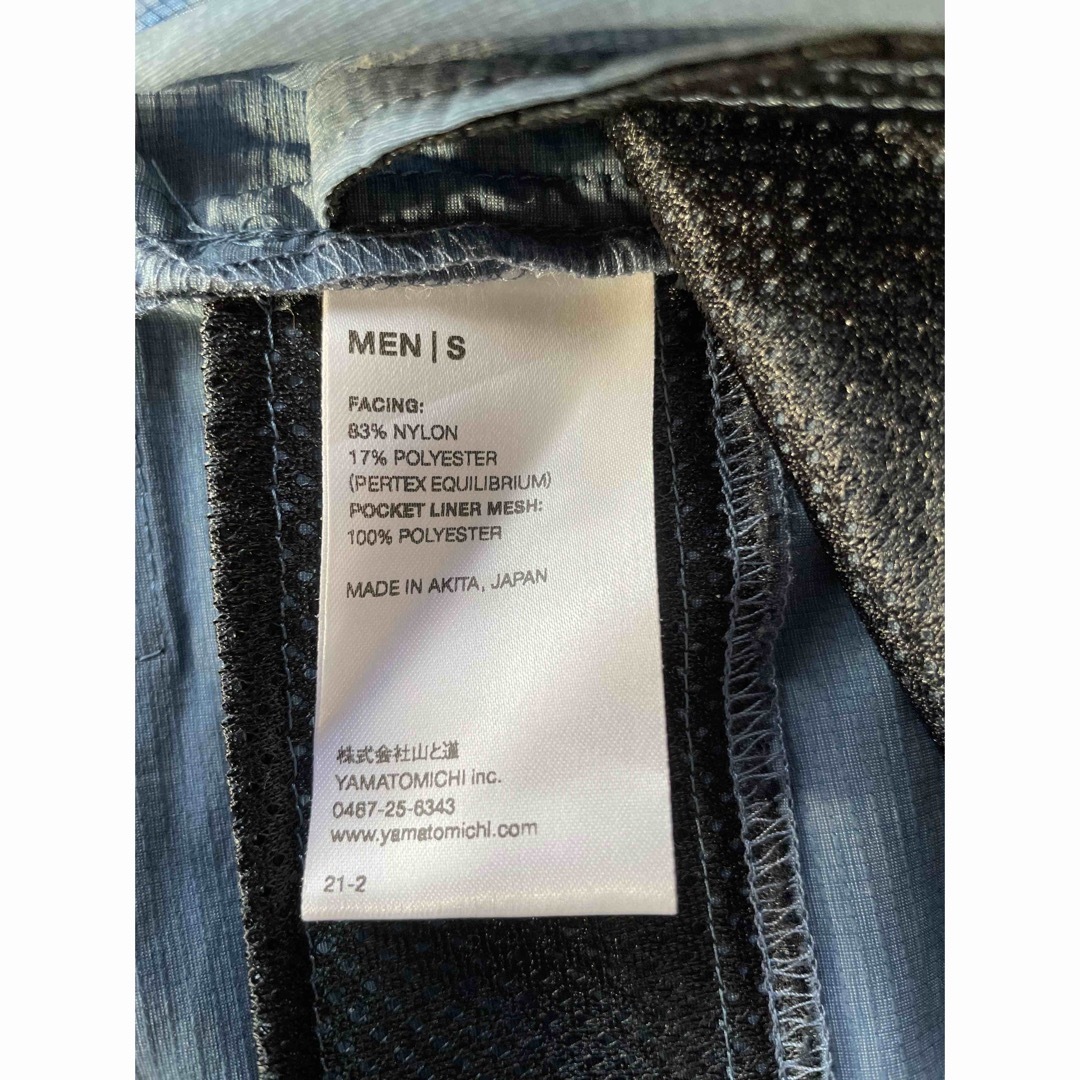 MEN | S
FACING:
83% NYLON
17% POLYESTER
(PERTEX EQUILIBRIUM)
POCKET LINER MESH:
100% POLYESTER
MADE IN AKITA, JAPAN
株式会社山と道
YAMATOMICHI inc.
0467-25-6343
www.yamatomichi.com
21-2